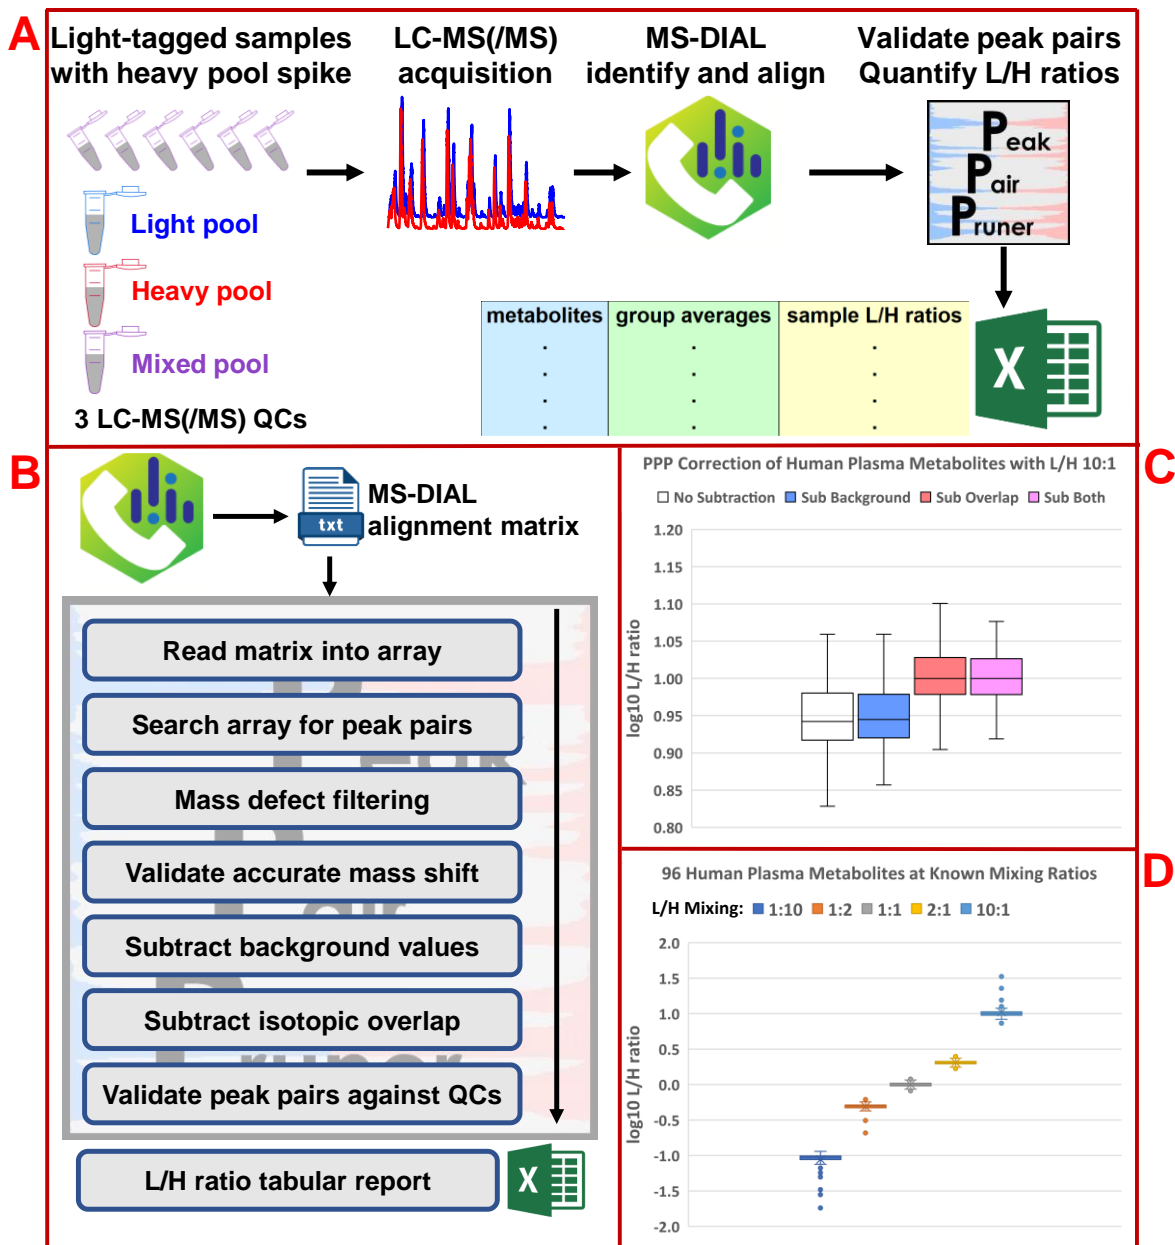 A
Light-tagged samples
with heavy pool spike
LC-MS(/MS)
acquisition
MS-DIAL
identify and align
Validate peak pairs
Quantify L/H ratios
Peak
Pair
Pruner
Light pool
Heavy pool
Mixed pool
3 LC-MS(/MS) QCs
metabolites
group averages
sample L/H ratios
X
B
MS-DIAL
alignment matrix
txt
Read matrix into array
Search array for peak pairs
Mass defect filtering
Validate accurate mass shift
Subtract background values
Subtract isotopic overlap
Validate peak pairs against QCs
L/H ratio tabular report
X
Peak
Pair
Pruner
C
PPP Correction of Human Plasma Metabolites with L/H 10:1
No Subtraction
Sub Background
Sub Overlap
Sub Both
log10 L/H ratio
1.20
1.15
1.10
1.05
1.00
0.95
0.90
0.85
0.80
D
96 Human Plasma Metabolites at Known Mixing Ratios
L/H Mixing: 1:10 1:2 1:1 2:1 10:1
log10 L/H ratio
2.0
1.5
1.0
0.5
0.0
-0.5
-1.0
-1.5
-2.0